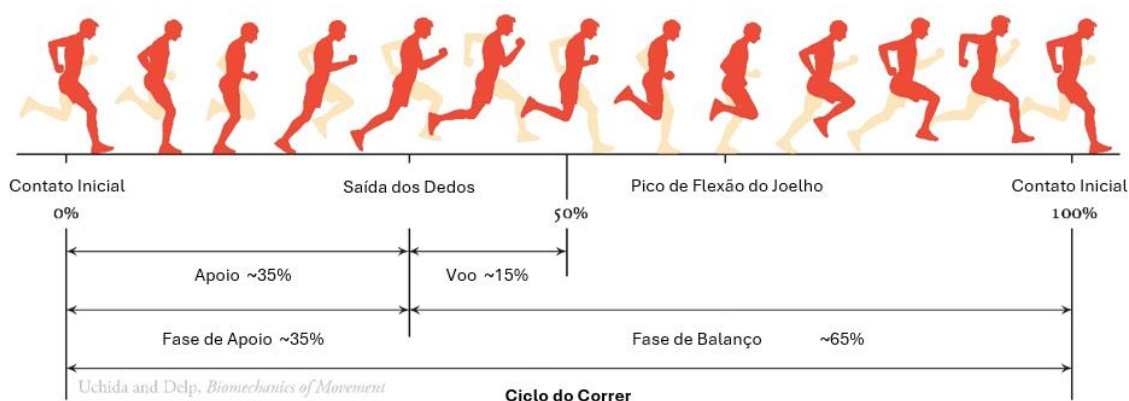 Contato Inicial
Saída dos Dedos
Pico de Flexão do Joelho
Contato Inicial
0%
50%
100%
Apoio ~35%
Voo ~15%
Fase de Apoio ~35%
Fase de Balanço ~65%
Uchida and Delp, Biomechanics of Movement
Ciclo do Correr